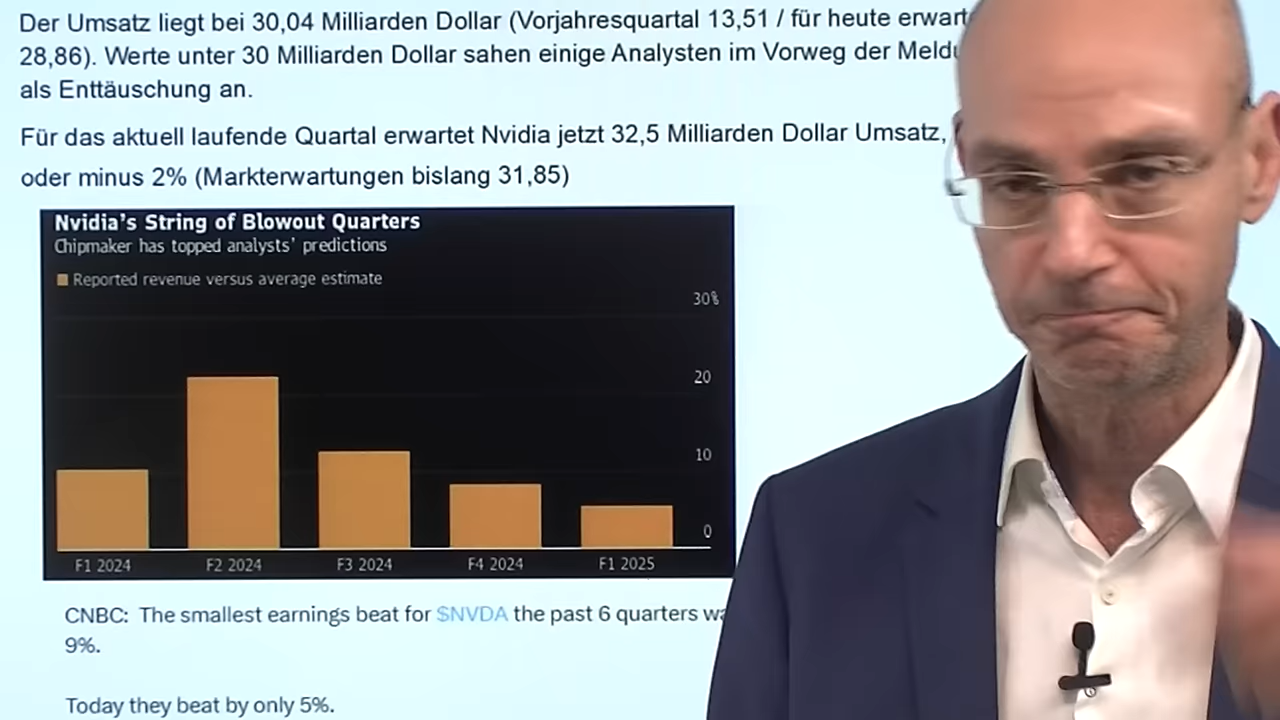 Der Umsatz liegt bei 30,04 Milliarden Dollar (Vorjahresquartal 13,51 / für heute
28,86). Werte unter 30 Milliarden Dollar sahen einige Analysten im Vorweg der
als Enttäuschung an.
Für das aktuell laufende Quartal erwartet Nvidia jetzt 32,5 Milliarden Dollar Umsatz,
oder minus 2% (Markterwartungen bislang 31,85)
Nvidia's String of Blowout Quarters
Chipmaker has topped analysts' predictions
Reported revenue versus average estimate
30%
20
10
0
F1 2024 F2 2024 F3 2024 F4 2024 F1 2025
CNBC: The smallest earnings beat for $NVDA the past 6 quarters
9%.
Today they beat by only 5%.